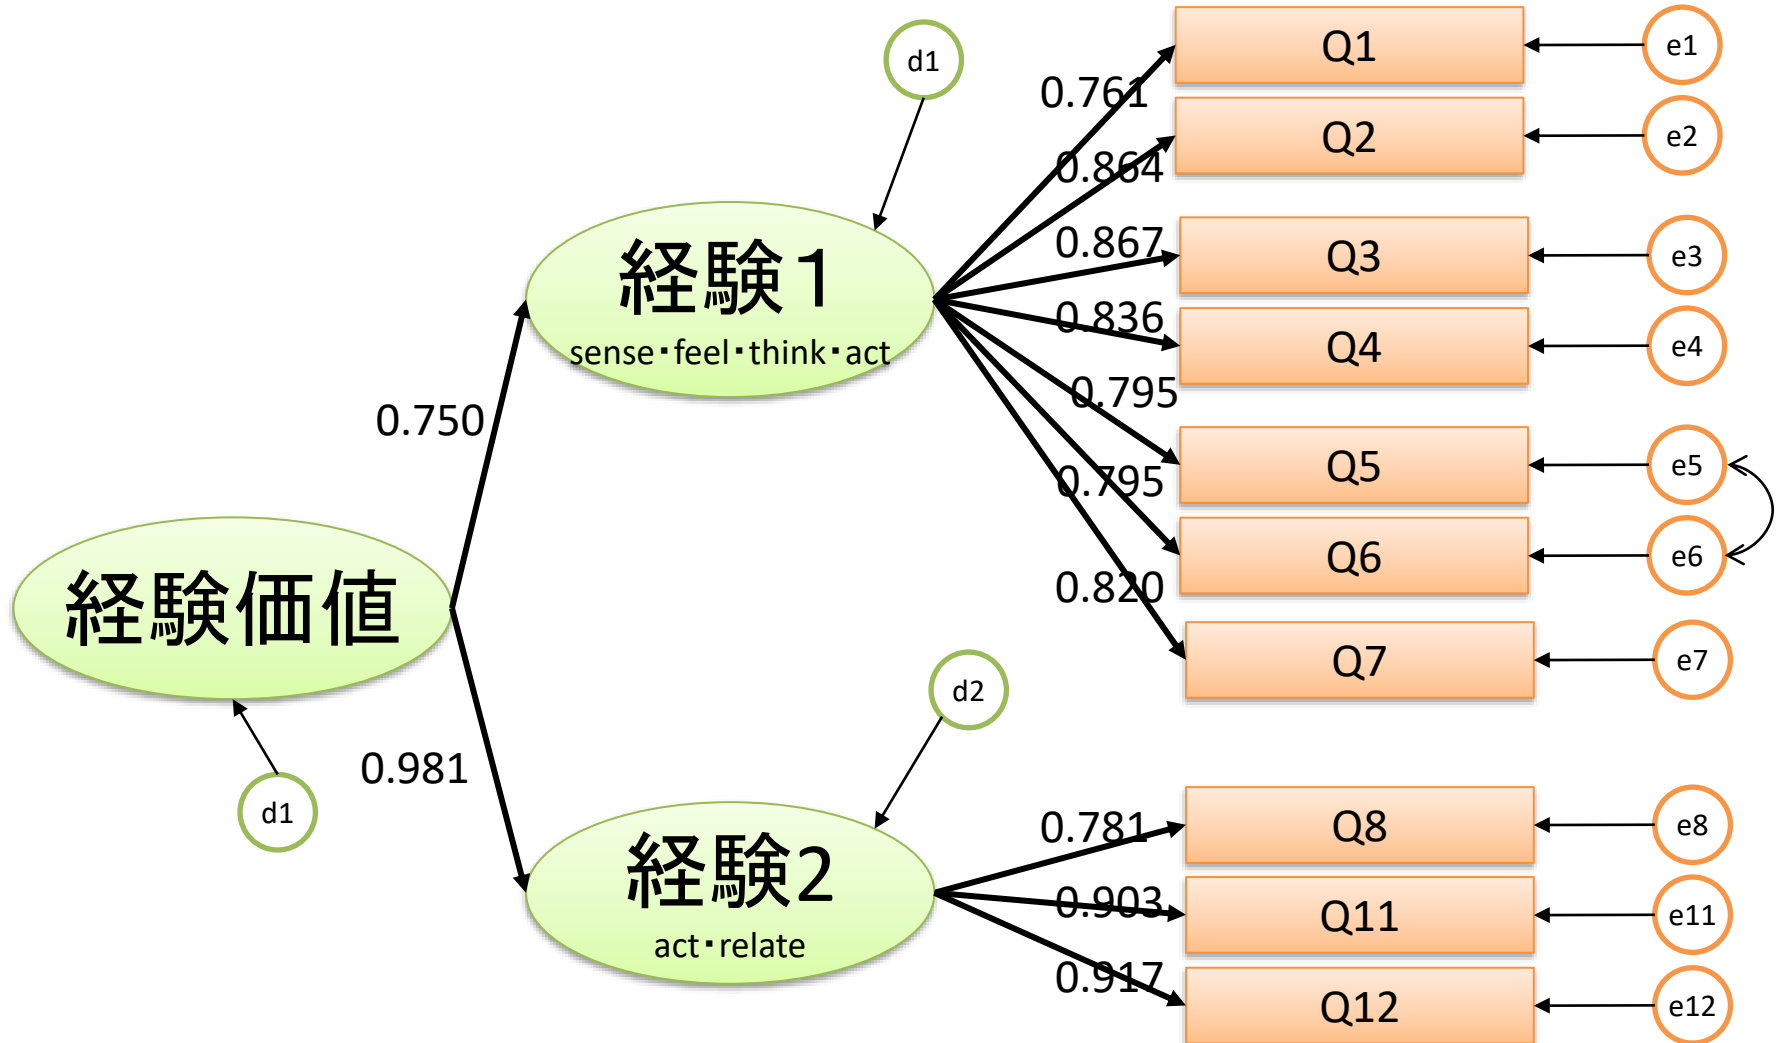 d1
0.761
Q1
e1
0.864
Q2
e2
経験1
sense・feel・think・act
0.867
Q3
e3
0.836
Q4
e4
0.795
Q5
e5
0.795
Q6
e6
0.820
Q7
e7
0.750
経験価値
d1
0.981
d2
経験2
act・relate
0.781
Q8
e8
0.903
Q11
e11
0.917
Q12
e12